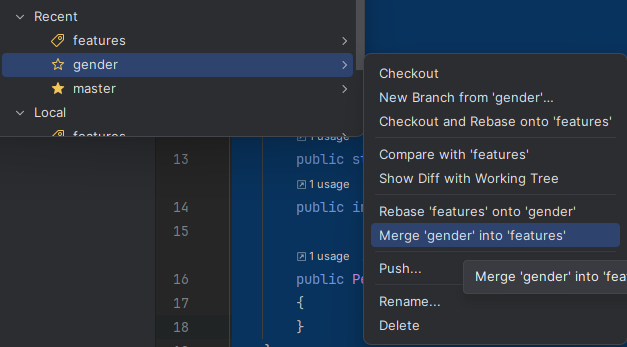 Recent
features
gender
master
Local
features
1 usage
13 public st
1 usage
14 public in
15
1 usage
16 public Pe
17 {
18 }
Checkout
New Branch from 'gender'...
Checkout and Rebase onto 'features'
Compare with 'features'
Show Diff with Working Tree
Rebase 'features' onto 'gender'
Merge 'gender' into 'features'
Push...
Merge 'gender' into 'fea
Rename...
Delete